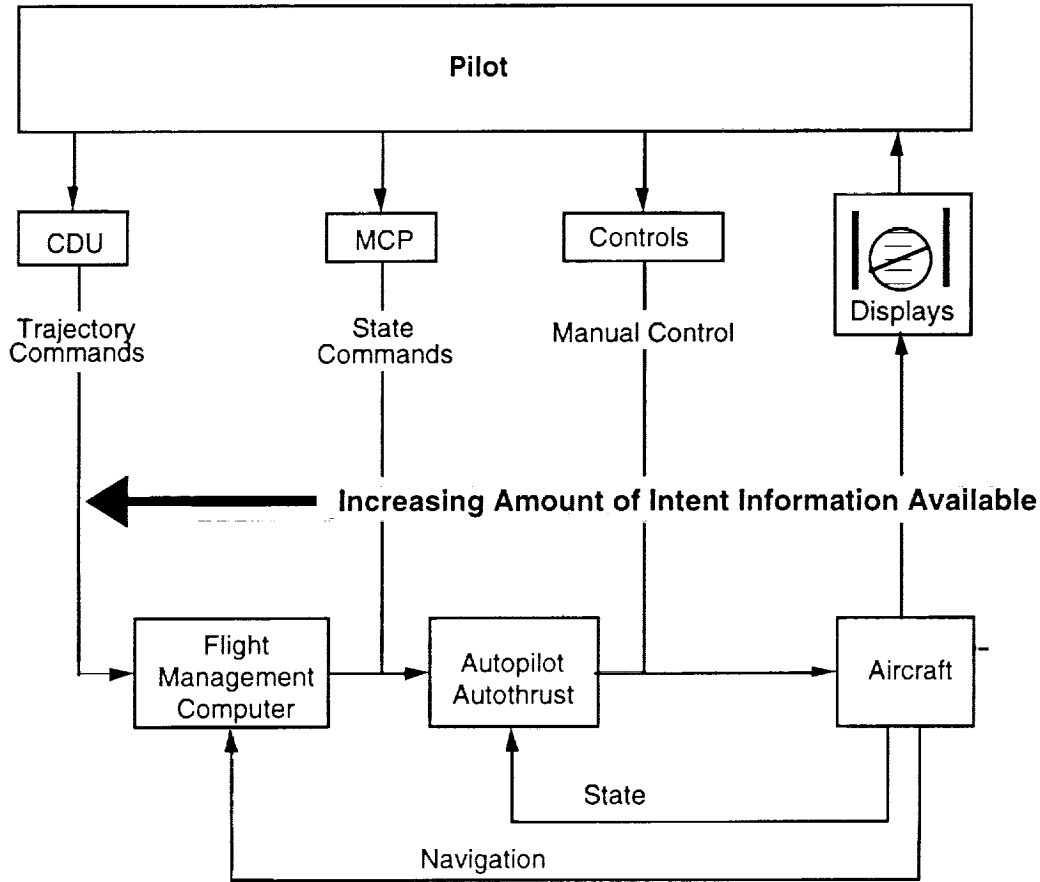 Pilot
CDU
MCP
Controls
Displays
Trajectory
Commands
State
Commands
Manual Control
Increasing Amount of Intent Information Available
Flight
Management
Computer
Autopilot
Autothrust
Aircraft
State
Navigation